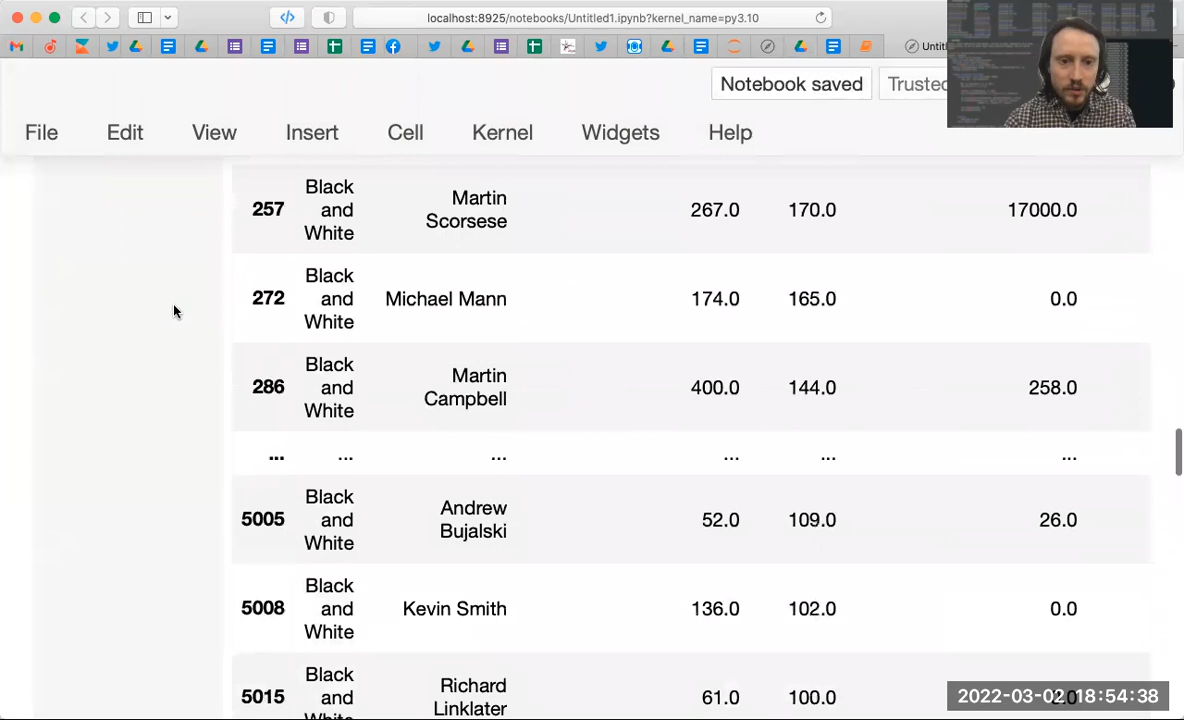 localhost:8925/notebooks/Untitled1.ipynb?kernel_name=py3.10
Notebook saved
Trusted
File Edit View Insert Cell Kernel Widgets Help
257 Black and White Martin Scorsese 267.0 170.0 17000.0
272 Black and White Michael Mann 174.0 165.0 0.0
286 Black and White Martin Campbell 400.0 144.0 258.0
... ... ... ... ... ...
5005 Black and White Andrew Bujalski 52.0 109.0 26.0
5008 Black and White Kevin Smith 136.0 102.0 0.0
5015 Black and White Richard Linklater 61.0 100.0
2022-03-02 18:54:38